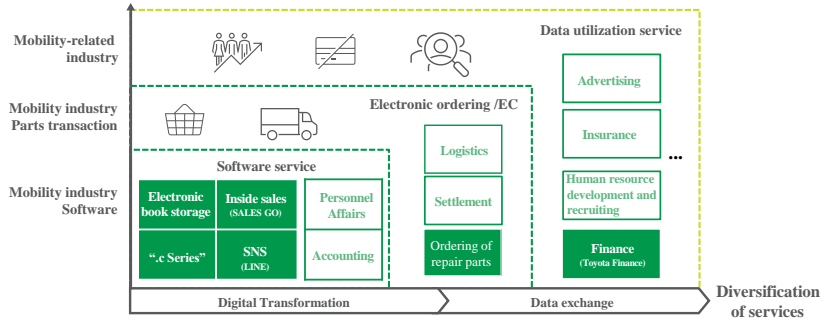 Mobility-related
industry
Data utilization service
Advertising
Mobility industry
Parts transaction
Electronic ordering /EC
Logistics
Insurance
...
Software service
Mobility industry
Software
Electronic
book storage
Inside sales
(SALES GO)
Personnel
Affairs
Settlement
Human resource
development and
recruiting
“.c Series”
SNS
(LINE)
Accounting
Ordering of
repair parts
Finance
(Toyota Finance)
Digital Transformation
Data exchange
Diversification
of services